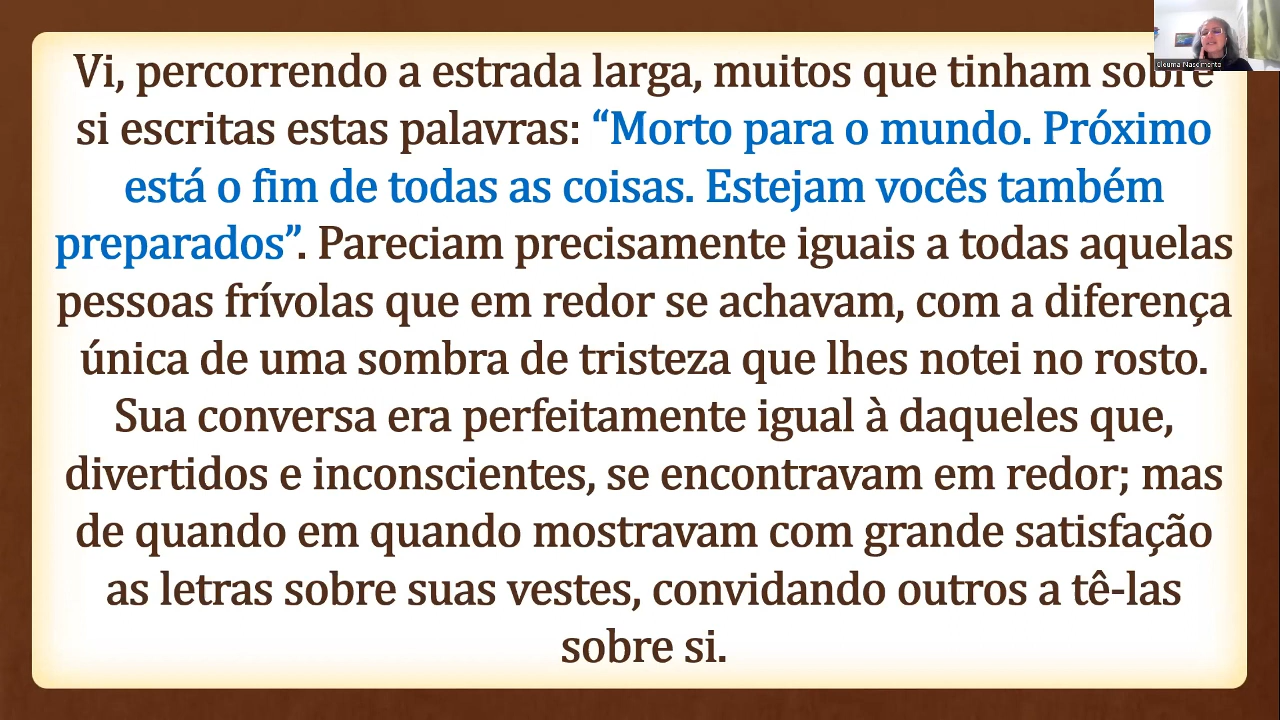 Vi, percorrendo a estrada larga, muitos que tinham sobre
si escritas estas palavras: “Morto para o mundo. Próximo
está o fim de todas as coisas. Estejam vocês também
preparados”. Pareciam precisamente iguais a todas aquelas
pessoas frívolas que em redor se achavam, com a diferença
única de uma sombra de tristeza que lhes notei no rosto.
Sua conversa era perfeitamente igual à daqueles que,
divertidos e inconscientes, se encontravam em redor; mas
de quando em quando mostravam com grande satisfação
as letras sobre suas vestes, convidando outros a tê-las
sobre si.
Cleuma Nascimento